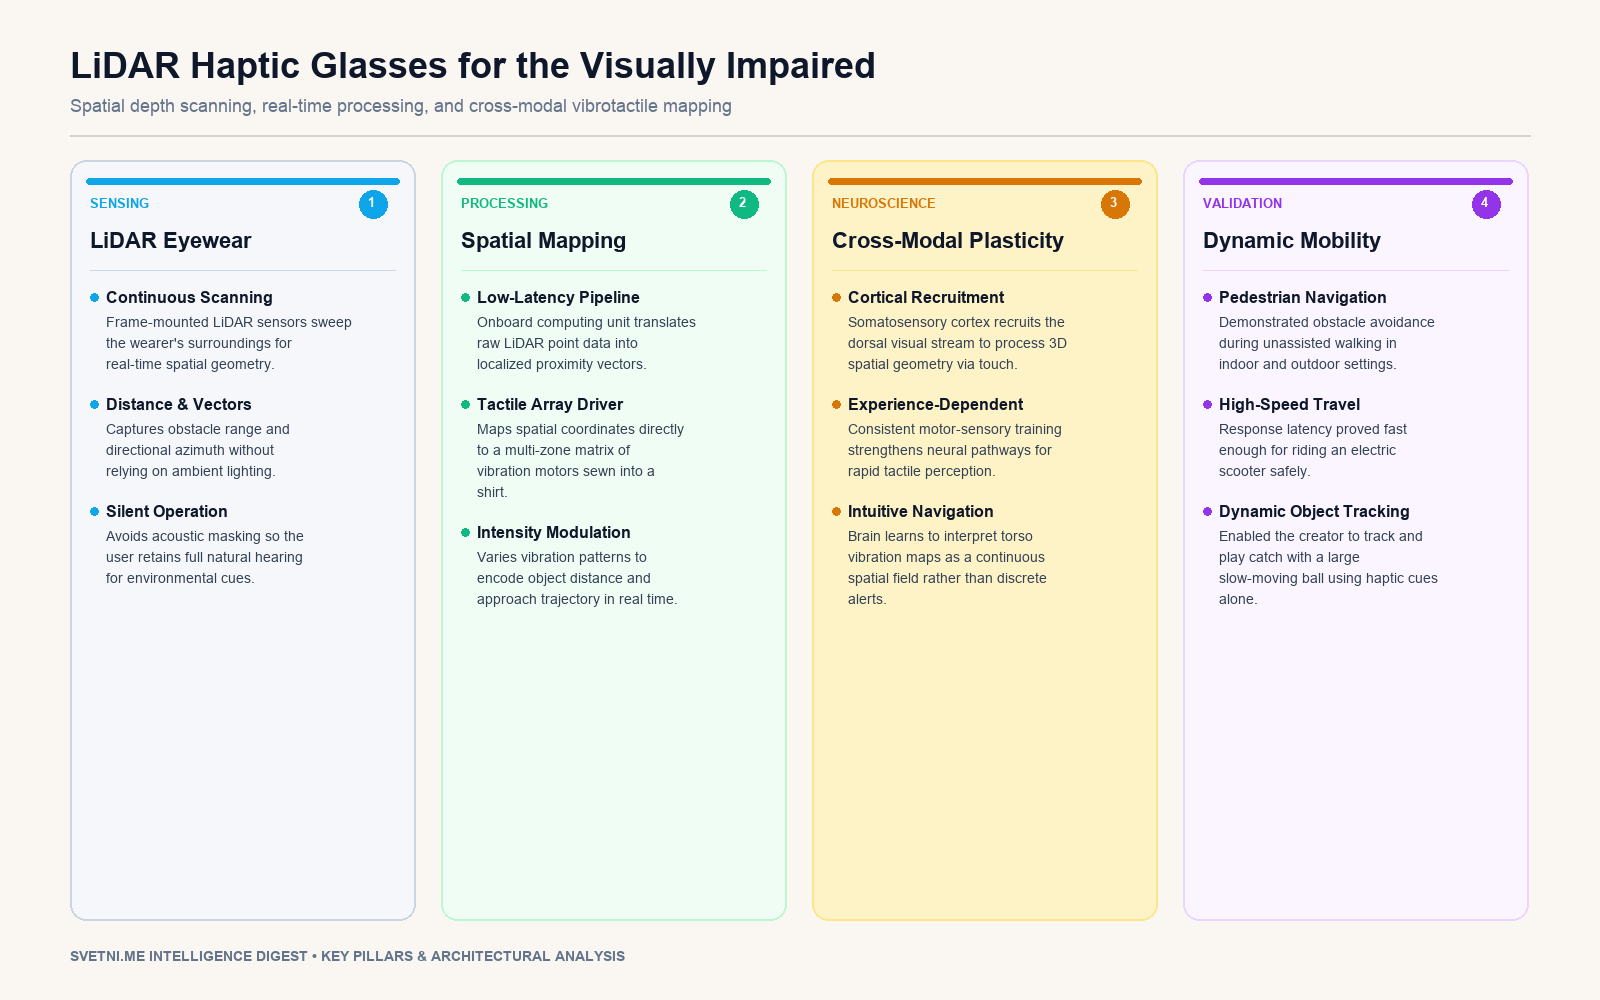 LiDAR Haptic Glasses for the Visually Impaired
Spatial depth scanning, real-time processing, and cross-modal vibrotactile mapping
SENSING
1
LiDAR Eyewear
Continuous Scanning
Frame-mounted LiDAR sensors sweep
the wearer's surroundings for
real-time spatial geometry.
Distance & Vectors
Captures obstacle range and
directional azimuth without
relying on ambient lighting.
Silent Operation
Avoids acoustic masking so the
user retains full natural hearing
for environmental cues.
PROCESSING
2
Spatial Mapping
Low-Latency Pipeline
Onboard computing unit translates
raw LiDAR point data into
localized proximity vectors.
Tactile Array Driver
Maps spatial coordinates directly
to a multi-zone matrix of
vibration motors sewn into a
shirt.
Intensity Modulation
Varies vibration patterns to
encode object distance and
approach trajectory in real time.
NEUROSCIENCE
3
Cross-Modal Plasticity
Cortical Recruitment
Somatosensory cortex recruits the
dorsal visual stream to process 3D
spatial geometry via touch.
Experience-Dependent
Consistent motor-sensory training
strengthens neural pathways for
rapid tactile perception.
Intuitive Navigation
Brain learns to interpret torso
vibration maps as a continuous
spatial field rather than discrete
alerts.
VALIDATION
4
Dynamic Mobility
Pedestrian Navigation
Demonstrated obstacle avoidance
during unassisted walking in
indoor and outdoor settings.
High-Speed Travel
Response latency proved fast
enough for riding an electric
scooter safely.
Dynamic Object Tracking
Enabled the creator to track and
play catch with a large
slow-moving ball using haptic cues
alone.
SVETNI.ME INTELLIGENCE DIGEST • KEY PILLARS & ARCHITECTURAL ANALYSIS